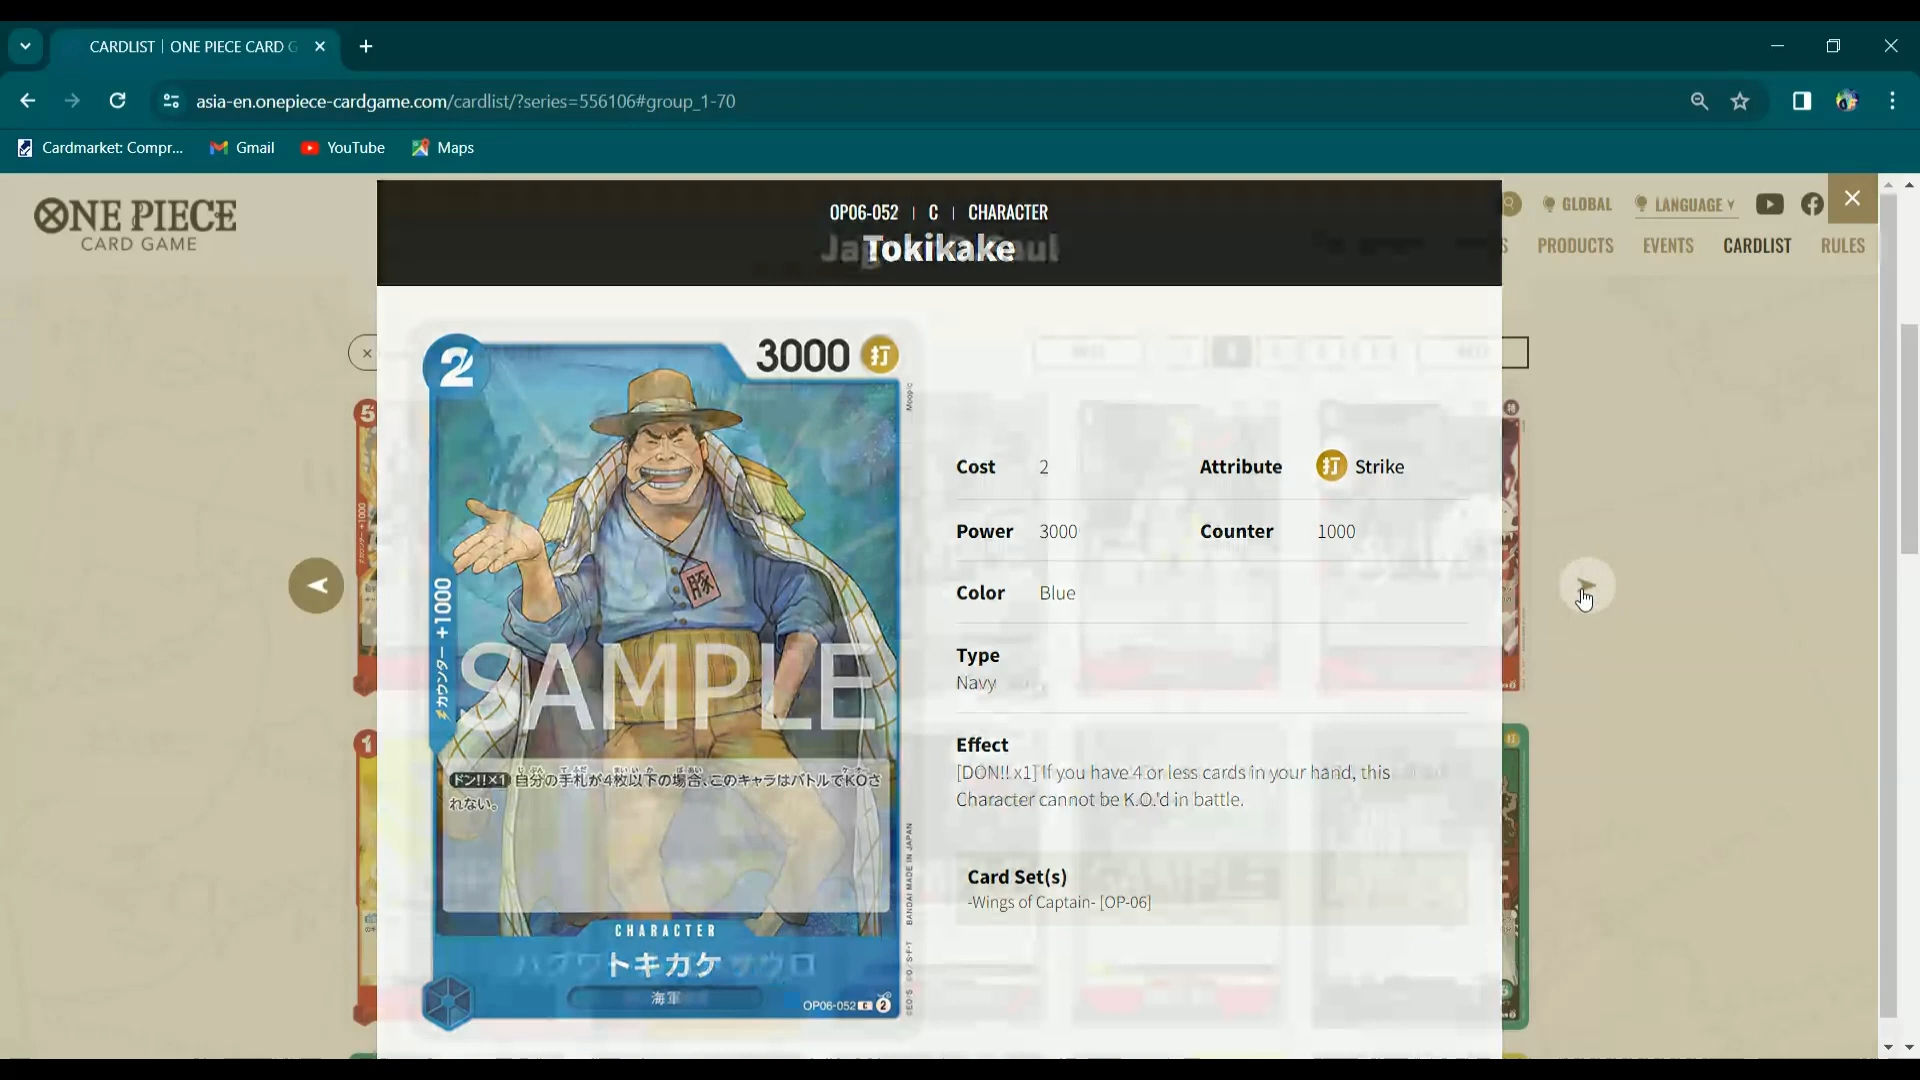 CARDLIST | ONE PIECE CARD G
asia-en.onepiece-cardgame.com/cardlist/?series=556106#group_1-70
Cardmarket: Compr...
Gmail
YouTube
Maps
ONE PIECE
CARD GAME
GLOBAL
LANGUAGE
PRODUCTS
EVENTS
CARDLIST
RULES
OP06-052 | C | CHARACTER
Tokikake
2
3000 打
豚
カウンター +1000
SAMPLE
ドン!!×1 自分の手札が4枚以下の場合、このキャラはバトルでKOさ
れない。
CHARACTER
トキカケ
海軍
OP06-052 C 2
BANDAI MADE IN JAPAN
Cost 2
Attribute 打 Strike
Power 3000
Counter 1000
Color Blue
Type
Navy
Effect
[DON!! x1] If you have 4 or less cards in your hand, this
Character cannot be K.O.'d in battle.
Card Set(s)
-Wings of Captain- [OP-06]
5
1